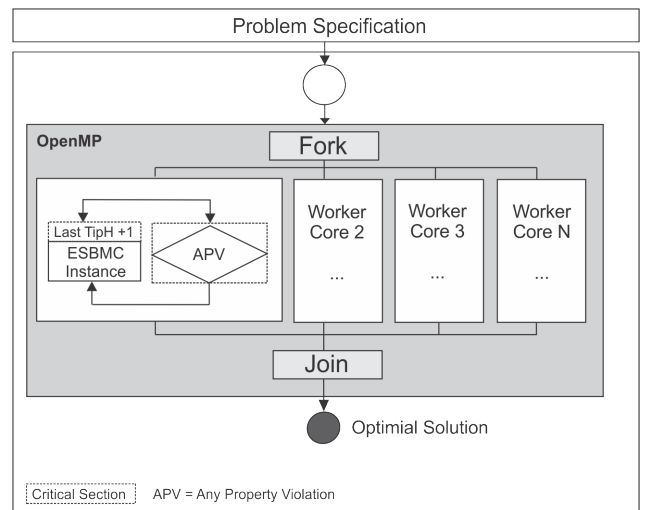 Problem Specification
OpenMP
Fork
Last TipH +1
ESBMC
Instance
APV
Worker
Core 2
...
Worker
Core 3
...
Worker
Core N
...
Join
Optimial Solution
Critical Section
APV = Any Property Violation